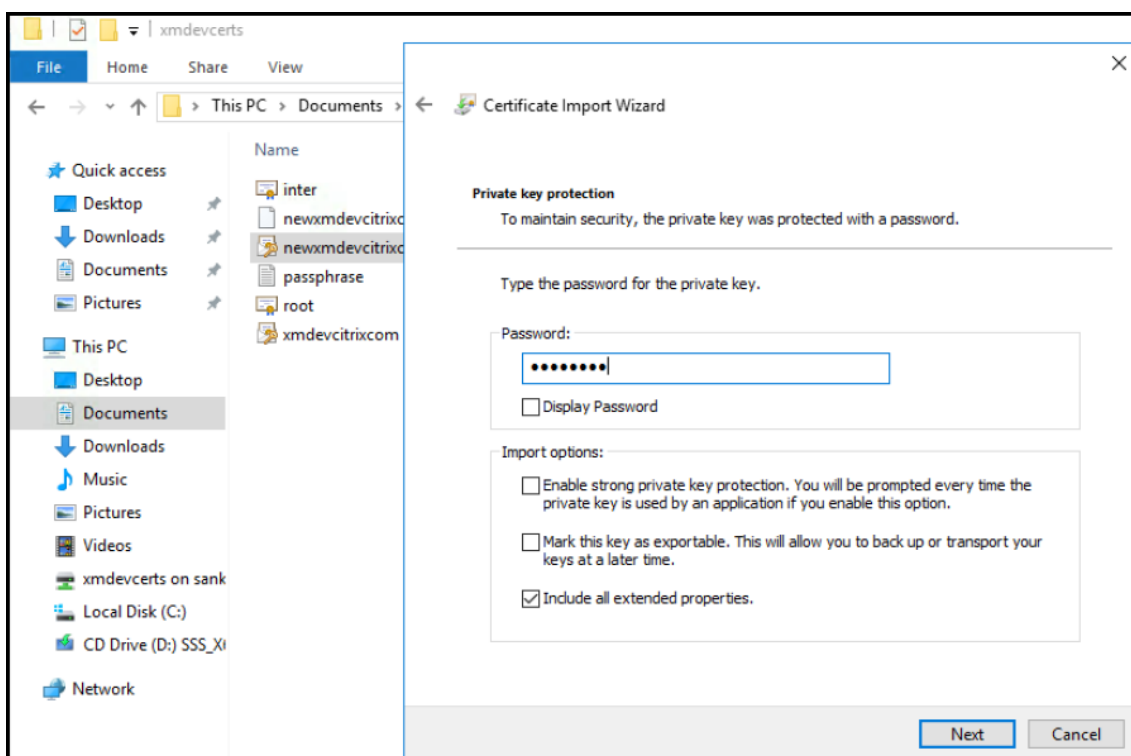 xmdevcerts
File Home Share View
This PC > Documents >
Quick access
Desktop
Downloads
Documents
Pictures
This PC
Desktop
Documents
Downloads
Music
Pictures
Videos
xmdevcerts on sank
Local Disk (C:)
CD Drive (D:) SSS_X
Network
Name
inter
newxmdevcitrixc
newxmdevcitrixc
passphrase
root
xmdevcitrixcom
Certificate Import Wizard
Private key protection
To maintain security, the private key was protected with a password.
Type the password for the private key.
Password:
••••••••
Display Password
Import options:
Enable strong private key protection. You will be prompted every time the
private key is used by an application if you enable this option.
Mark this key as exportable. This will allow you to back up or transport your
keys at a later time.
Include all extended properties.
Next Cancel